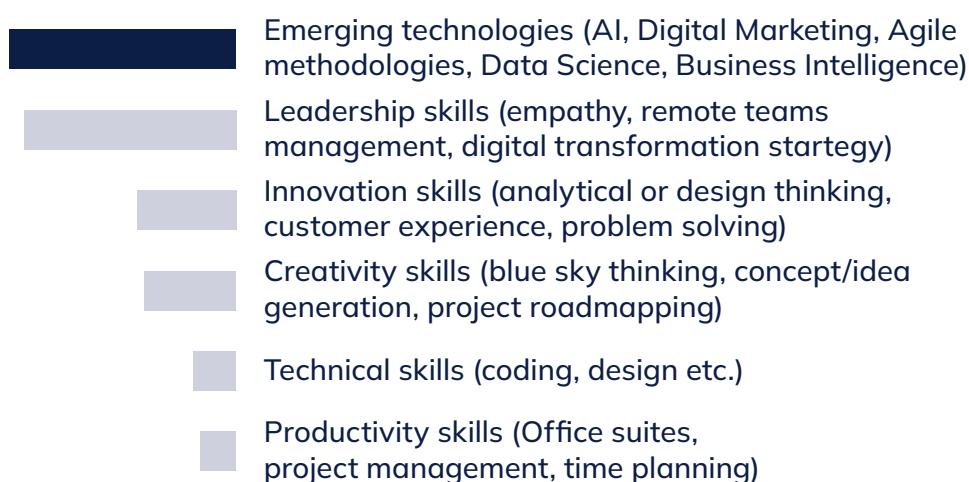 Emerging technologies (AI, Digital Marketing, Agile
methodologies, Data Science, Business Intelligence)
Leadership skills (empathy, remote teams
management, digital transformation startegy)
Innovation skills (analytical or design thinking,
customer experience, problem solving)
Creativity skills (blue sky thinking, concept/idea
generation, project roadmapping)
Technical skills (coding, design etc.)
Productivity skills (Office suites,
project management, time planning)